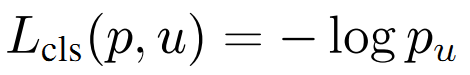 L_cls(p, u) = − log p_u